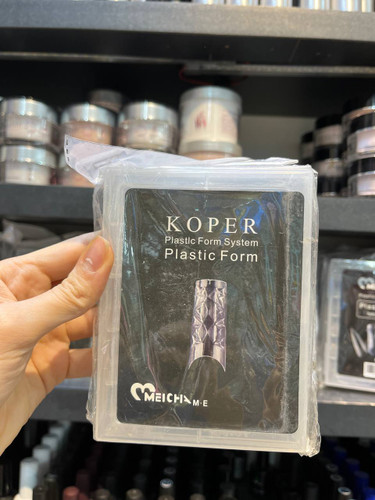 KOPER
Plastic Form System
Plastic Form
MEICHA M·E